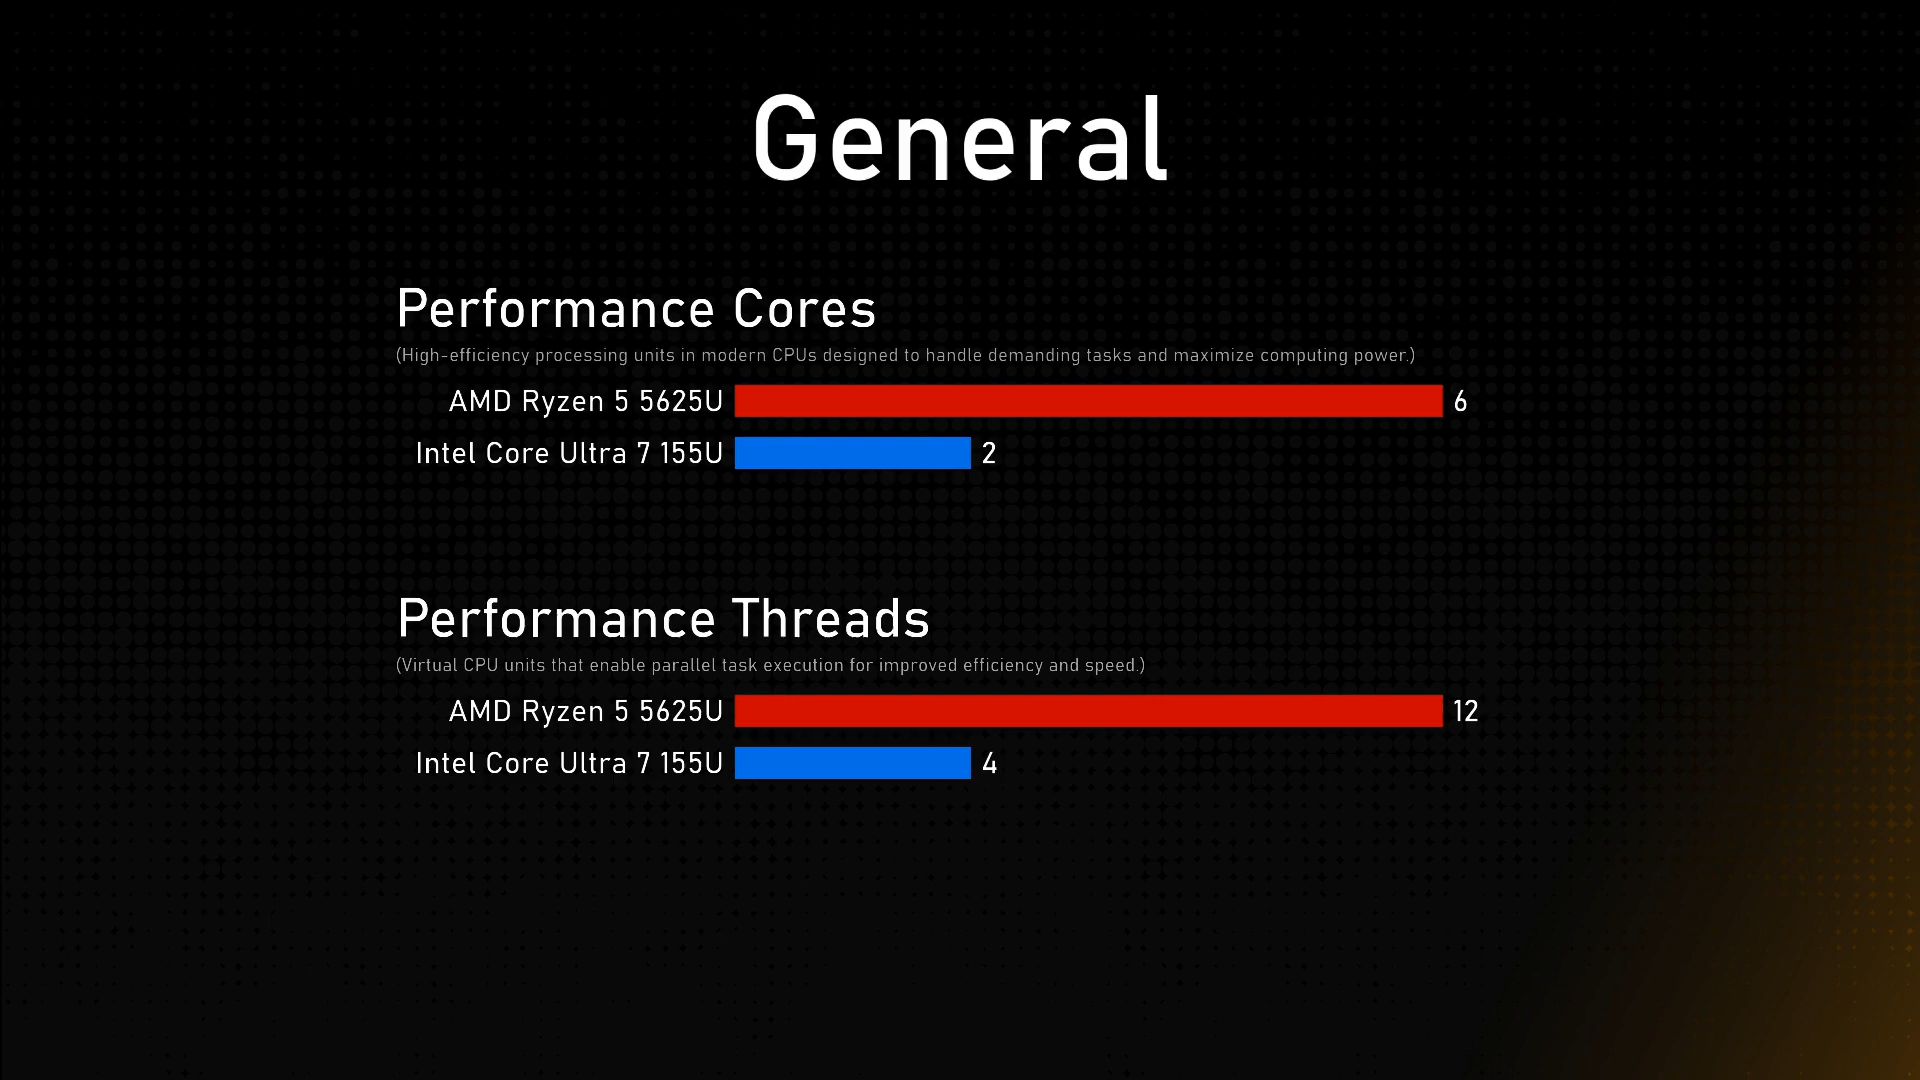 General
Performance Cores
(High-efficiency processing units in modern CPUs designed to handle demanding tasks and maximize computing power.)
AMD Ryzen 5 5625U 6
Intel Core Ultra 7 155U 2
Performance Threads
(Virtual CPU units that enable parallel task execution for improved efficiency and speed.)
AMD Ryzen 5 5625U 12
Intel Core Ultra 7 155U 4